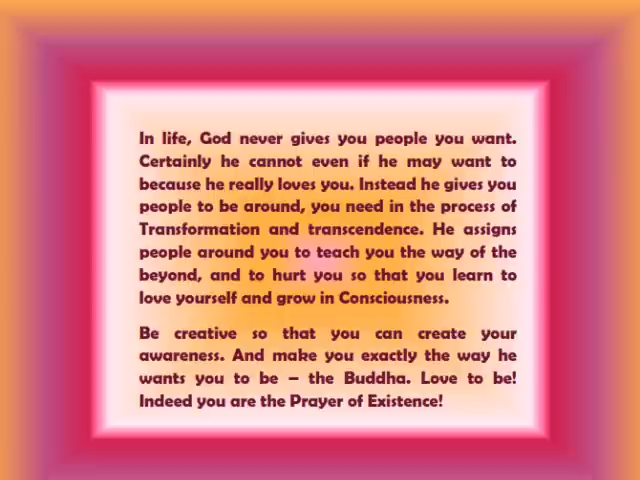 In life, God never gives you people you want.
Certainly he cannot even if he may want to
because he really loves you. Instead he gives you
people to be around, you need in the process of
Transformation and transcendence. He assigns
people around you to teach you the way of the
beyond, and to hurt you so that you learn to
love yourself and grow in Consciousness.
Be creative so that you can create your
awareness. And make you exactly the way he
wants you to be – the Buddha. Love to be!
Indeed you are the Prayer of Existence!